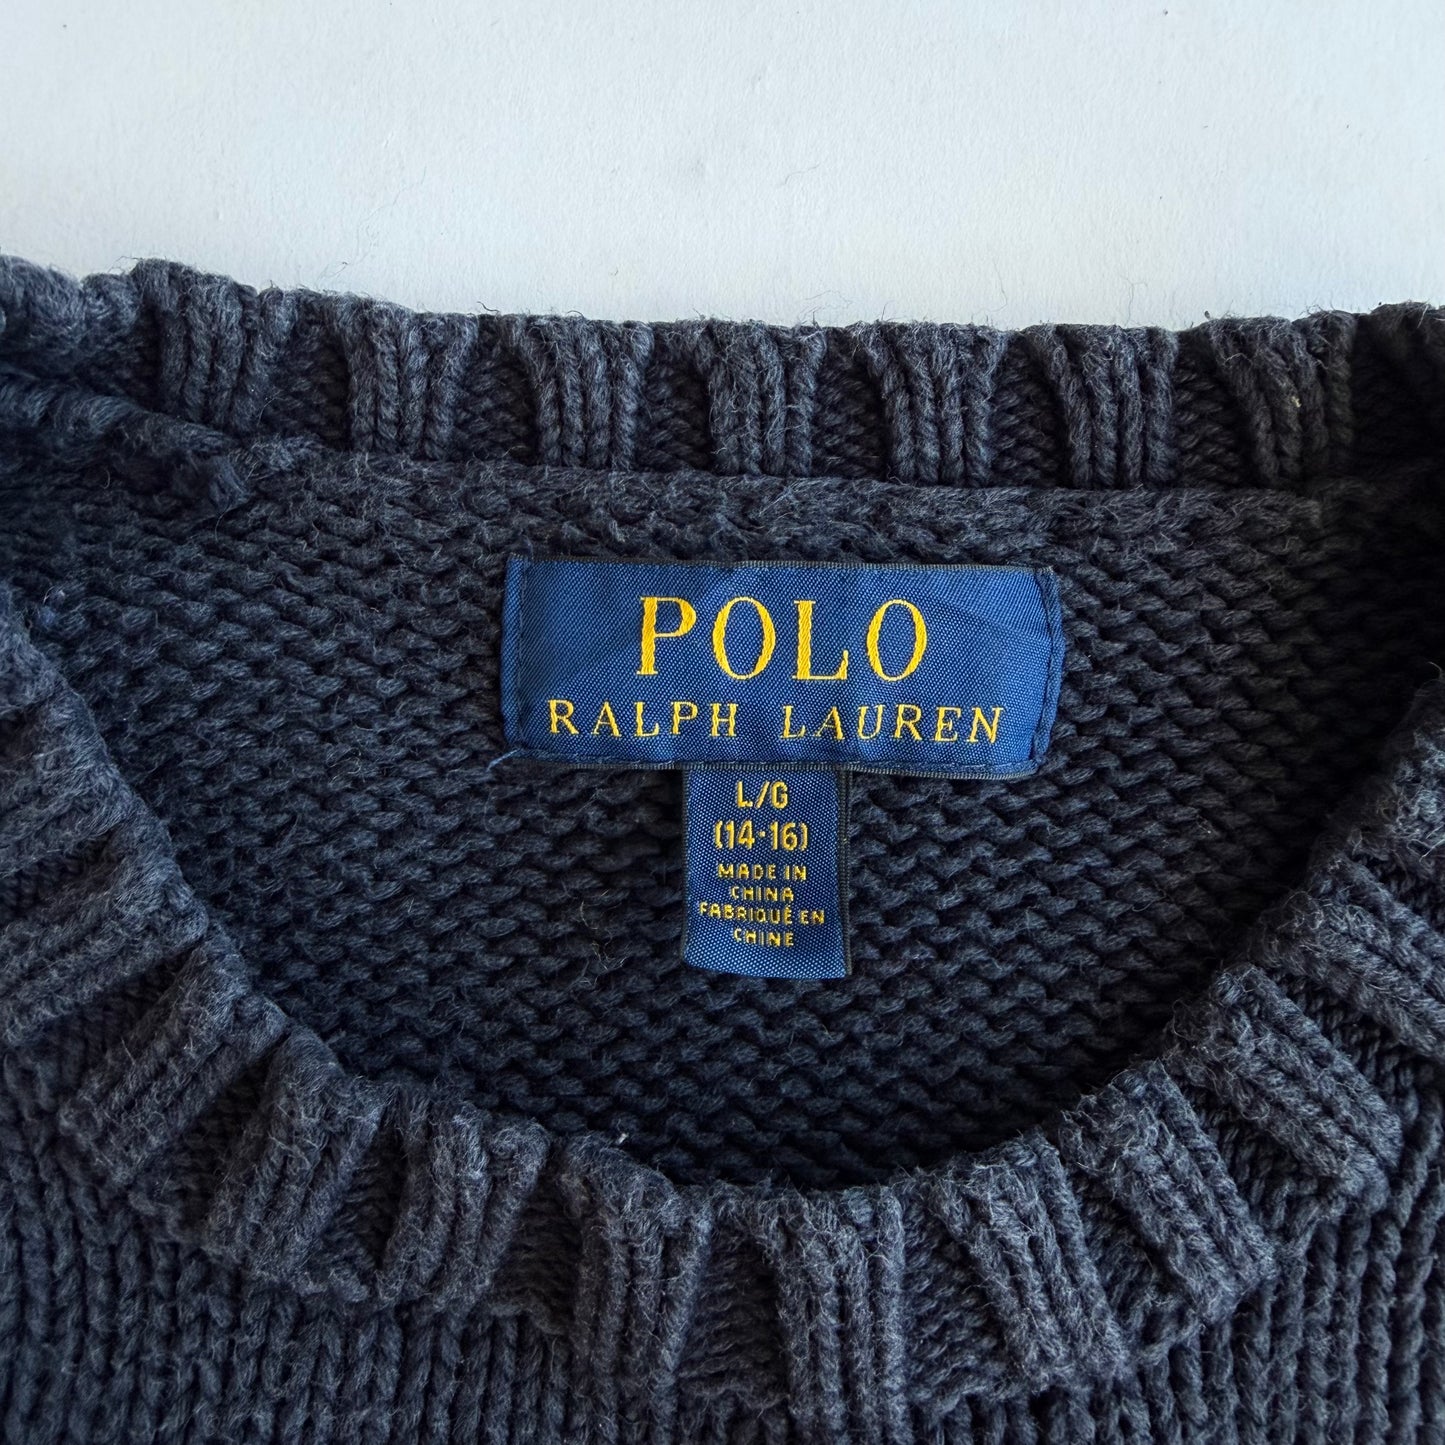 POLO
RALPH LAUREN
L/G
(14-16)
MADE IN
CHINA
FABRIQUÉ EN
CHINE